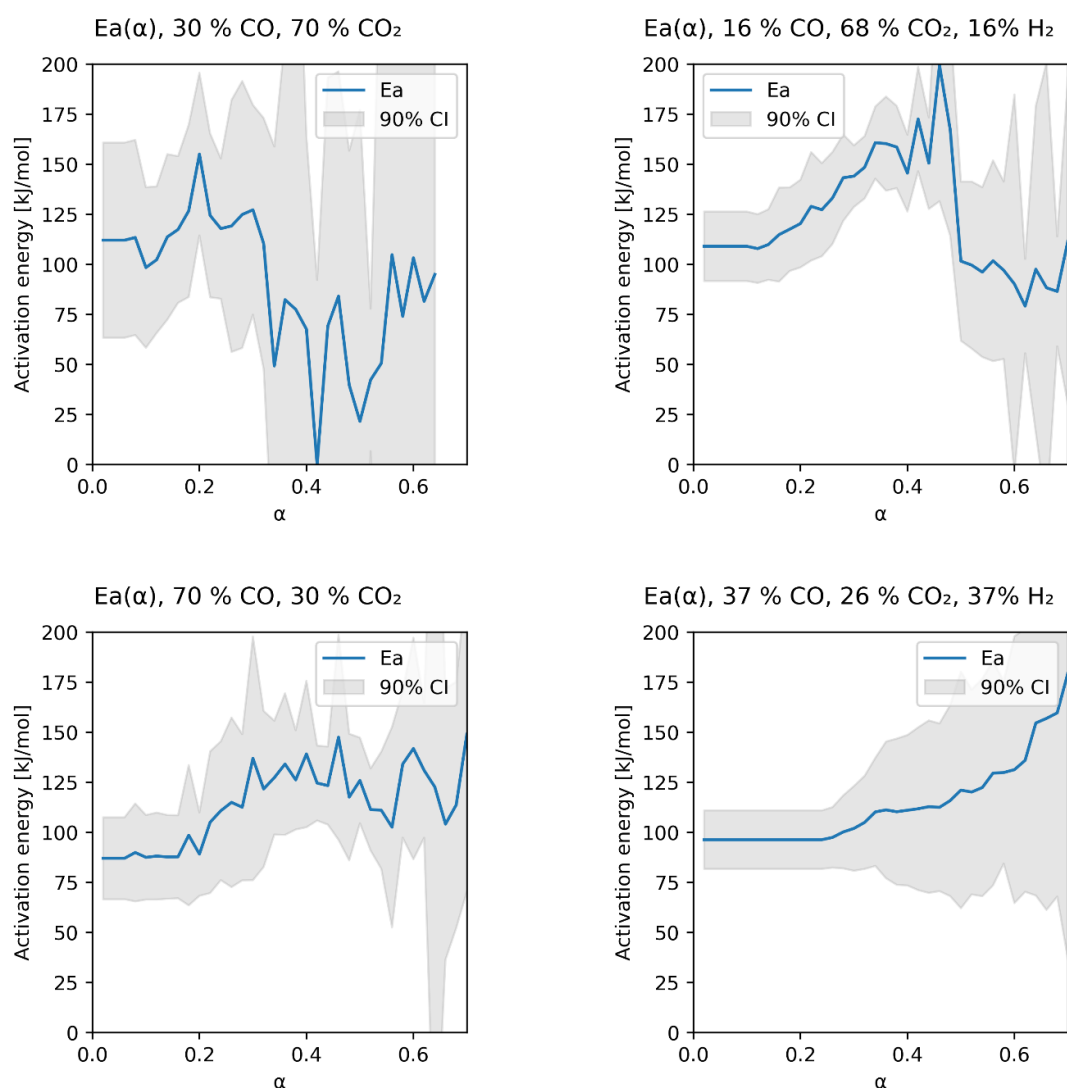 Ea(α), 30 % CO, 70 % CO₂
200
175
150
125
100
75
50
25
0
Activation energy [kJ/mol]
Ea
90% CI
0.0 0.2 0.4 0.6
α
Ea(α), 16 % CO, 68 % CO₂, 16% H₂
200
175
150
125
100
75
50
25
0
Activation energy [kJ/mol]
Ea
90% CI
0.0 0.2 0.4 0.6
α
Ea(α), 70 % CO, 30 % CO₂
200
175
150
125
100
75
50
25
0
Activation energy [kJ/mol]
Ea
90% CI
0.0 0.2 0.4 0.6
α
Ea(α), 37 % CO, 26 % CO₂, 37% H₂
200
175
150
125
100
75
50
25
0
Activation energy [kJ/mol]
Ea
90% CI
0.0 0.2 0.4 0.6
α